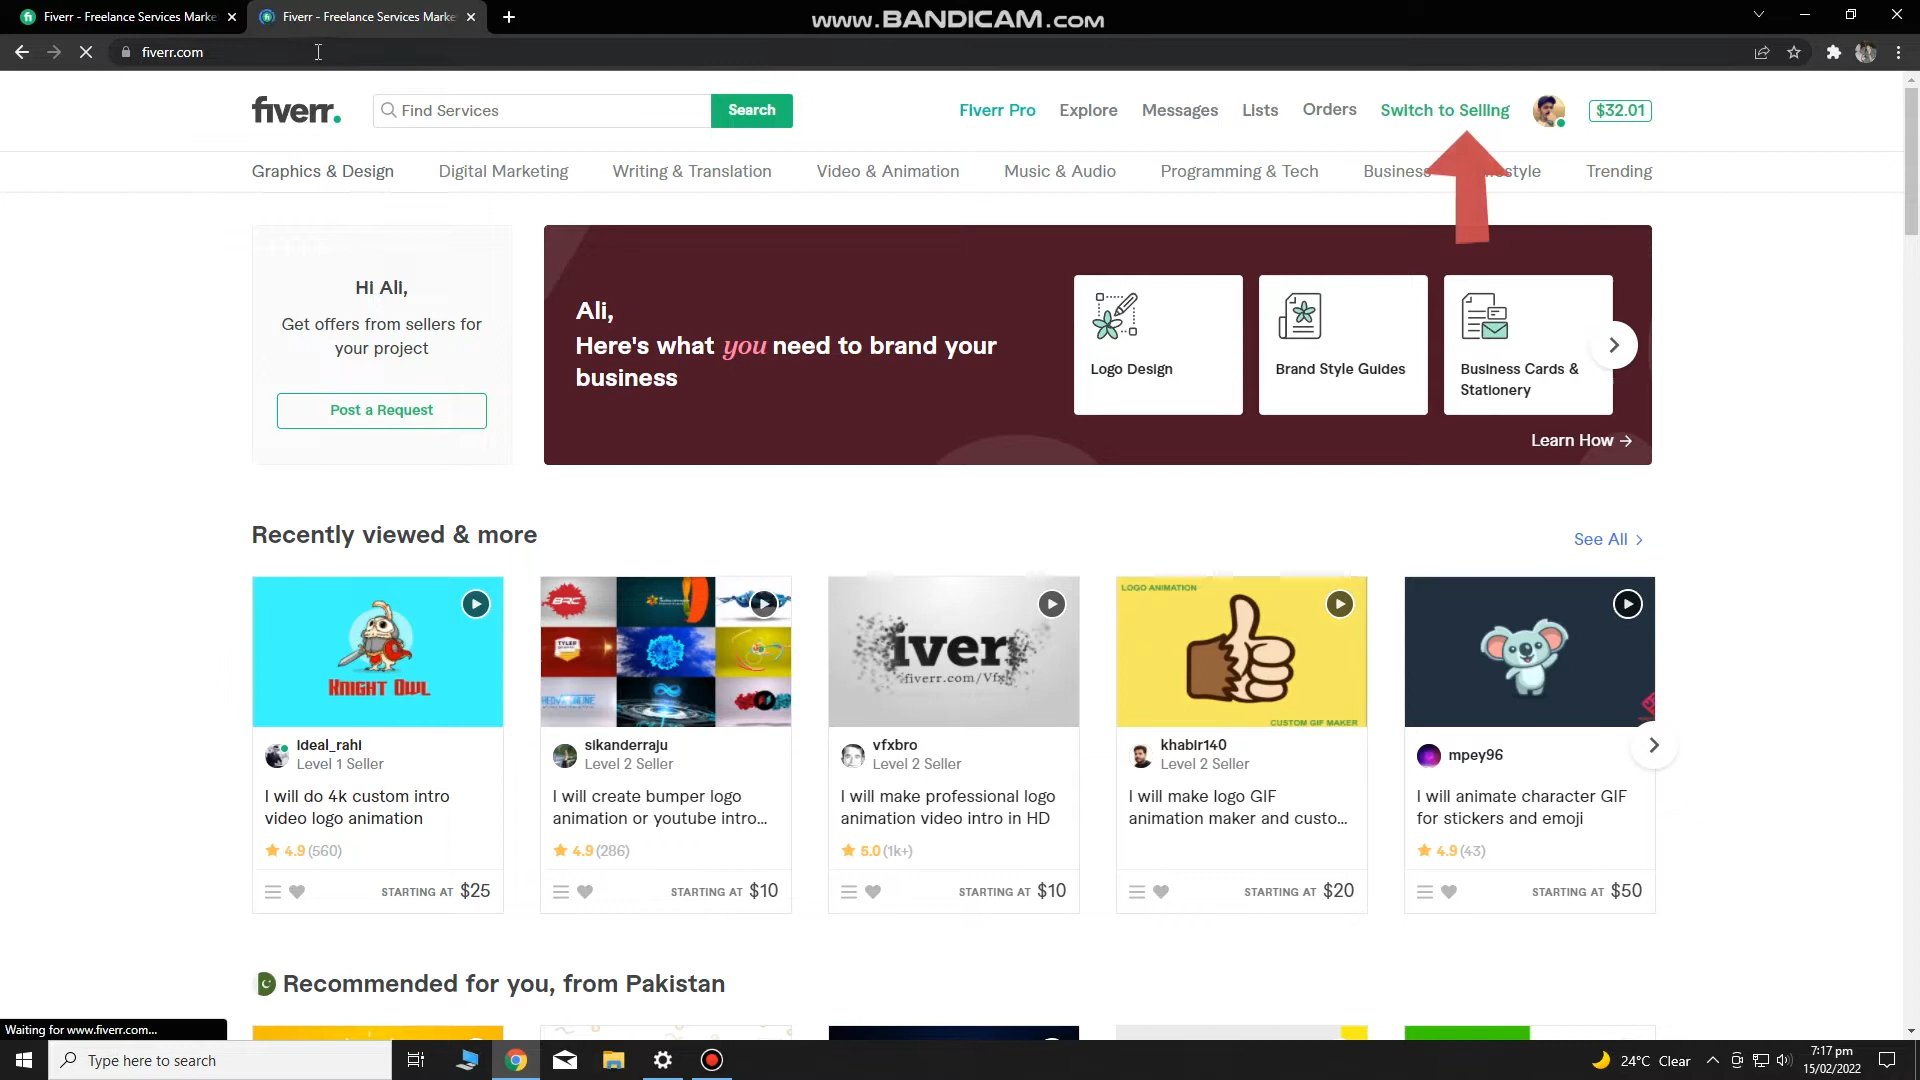 Fiverr - Freelance Services Marke
Fiverr - Freelance Services Marke
www.BANDICAM.com
fiverr.com
fiverr.
Find Services
Search
Fiverr Pro
Explore
Messages
Lists
Orders
Switch to Selling
$32.01
Graphics & Design
Digital Marketing
Writing & Translation
Video & Animation
Music & Audio
Programming & Tech
Business
Trending
Hi Ali,
Get offers from sellers for
your project
Post a Request
Ali,
Here's what you need to brand your
business
Logo Design
Brand Style Guides
Business Cards &
Stationery
Learn How →
Recently viewed & more
See All >
KNIGHT OWL
BRC
iverr
fiverr.com/Vfx
LOGO ANIMATION
CUSTOM GIF MAKER
ideal_rahi
Level 1 Seller
I will do 4k custom intro
video logo animation
4.9 (560)
STARTING AT $25
sikanderraju
Level 2 Seller
I will create bumper logo
animation or youtube intro...
4.9 (286)
STARTING AT $10
vfxbro
Level 2 Seller
I will make professional logo
animation video intro in HD
5.0 (1k+)
STARTING AT $10
khabir140
Level 2 Seller
I will make logo GIF
animation maker and custo...
STARTING AT $20
mpey96
I will animate character GIF
for stickers and emoji
4.9 (43)
STARTING AT $50
Recommended for you, from Pakistan
Waiting for www.fiverr.com...
Type here to search
24°C Clear
7:17 pm
15/02/2022